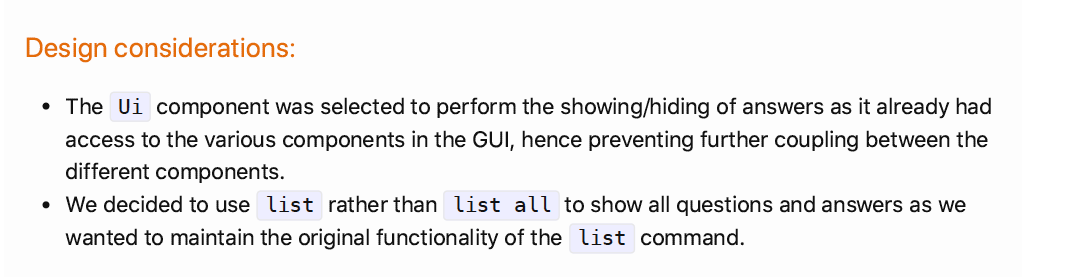 Design considerations:
• The Ui component was selected to perform the showing/hiding of answers as it already had
access to the various components in the GUI, hence preventing further coupling between the
different components.
• We decided to use list rather than list all to show all questions and answers as we
wanted to maintain the original functionality of the list command.